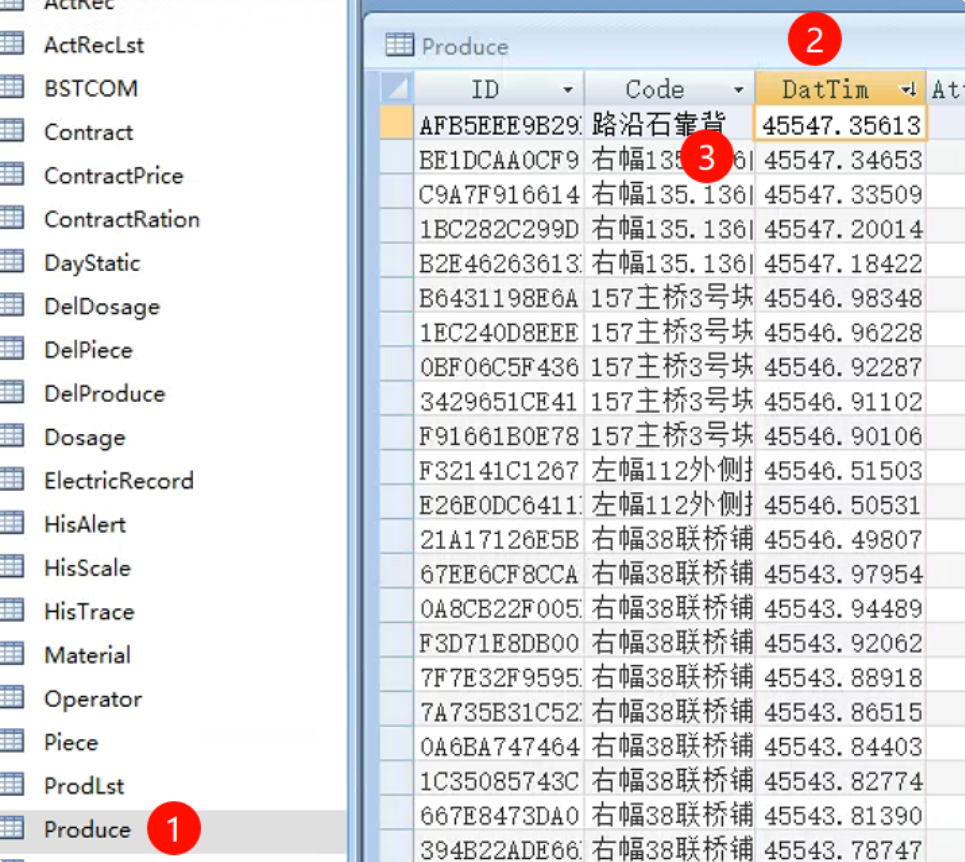 ActRec
ActRecLst
BSTCOM
Contract
ContractPrice
ContractRation
DayStatic
DelDosage
DelPiece
DelProduce
Dosage
ElectricRecord
HisAlert
HisScale
HisTrace
Material
Operator
Piece
ProdLst
Produce 1
Produce 2
ID Code DatTim At
AFB5EEE9B29 路沿石靠背 45547.35613
3
BE1DCAA0CF9 右幅135. 6 45547.34653
C9A7F916614 右幅135.136 45547.33509
1BC282C299D 右幅135.136 45547.20014
B2E46263613 右幅135.136 45547.18422
B6431198E6A 157主桥3号块 45546.98348
1EC240D8EEE 157主桥3号块 45546.96228
0BF06C5F436 157主桥3号块 45546.92287
3429651CE41 157主桥3号块 45546.91102
F91661B0E78 157主桥3号块 45546.90106
F32141C1267 左幅112外侧 45546.51503
E26E0DC6411 左幅112外侧 45546.50531
21A17126E5B 右幅38联桥铺 45546.49807
67EE6CF8CCA 右幅38联桥铺 45543.97954
0A8CB22F005 右幅38联桥铺 45543.94489
F3D71E8DB00 右幅38联桥铺 45543.92062
7F7E32F9595 右幅38联桥铺 45543.88918
7A735B31C52 右幅38联桥铺 45543.86515
0A6BA747464 右幅38联桥铺 45543.84403
1C35085743C 右幅38联桥铺 45543.82774
667E8473DA0 右幅38联桥铺 45543.81390
394B22ADE66 右幅38联桥铺 45543.78747